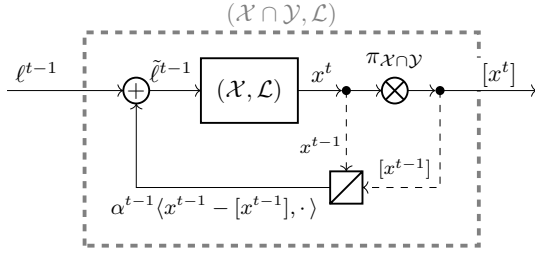 (𝒳 ∩ 𝒴, ℒ)
ℓ^{t−1}
+
ℓ̃^{t−1}
(𝒳, ℒ)
x^t
π_{𝒳∩𝒴}
[x^t]
x^{t−1}
[x^{t−1}]
α^{t−1}⟨x^{t−1} − [x^{t−1}], · ⟩